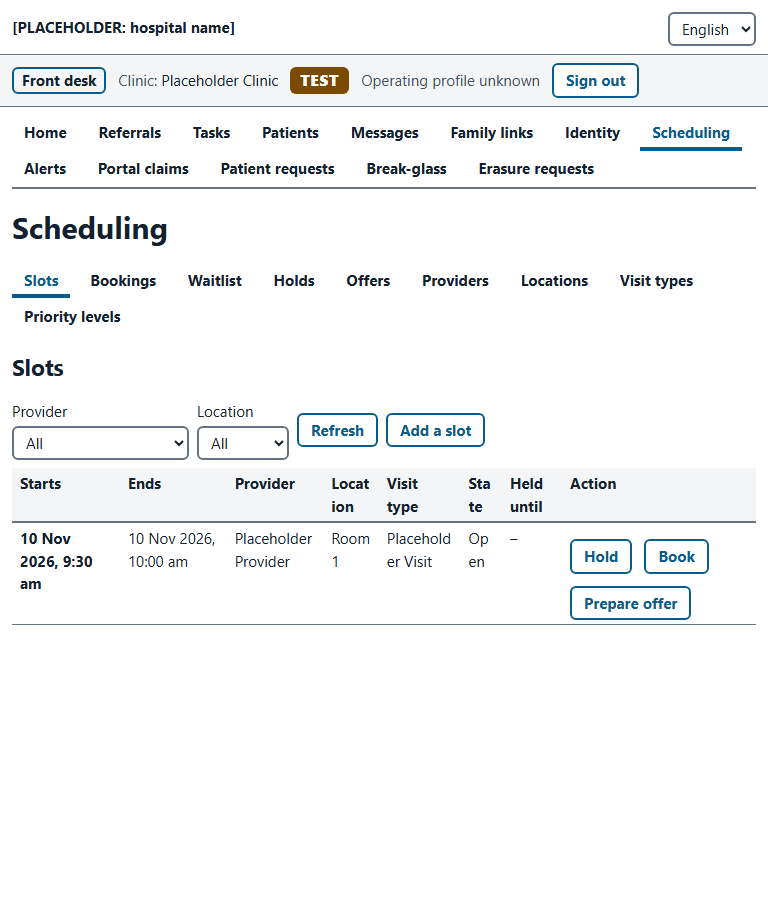 [PLACEHOLDER: hospital name]
English
Front desk Clinic: Placeholder Clinic TEST Operating profile unknown Sign out
Home Referrals Tasks Patients Messages Family links Identity Scheduling
Alerts Portal claims Patient requests Break-glass Erasure requests
Scheduling
Slots Bookings Waitlist Holds Offers Providers Locations Visit types
Priority levels
Slots
Provider Location
All All Refresh Add a slot
Starts Ends Provider Locat Visit Sta Held Action
ion type te until
10 Nov 10 Nov 2026, Placeholder Room Placehold Op –
2026, 9:30 10:00 am Provider 1 er Visit en Hold Book
am
Prepare offer